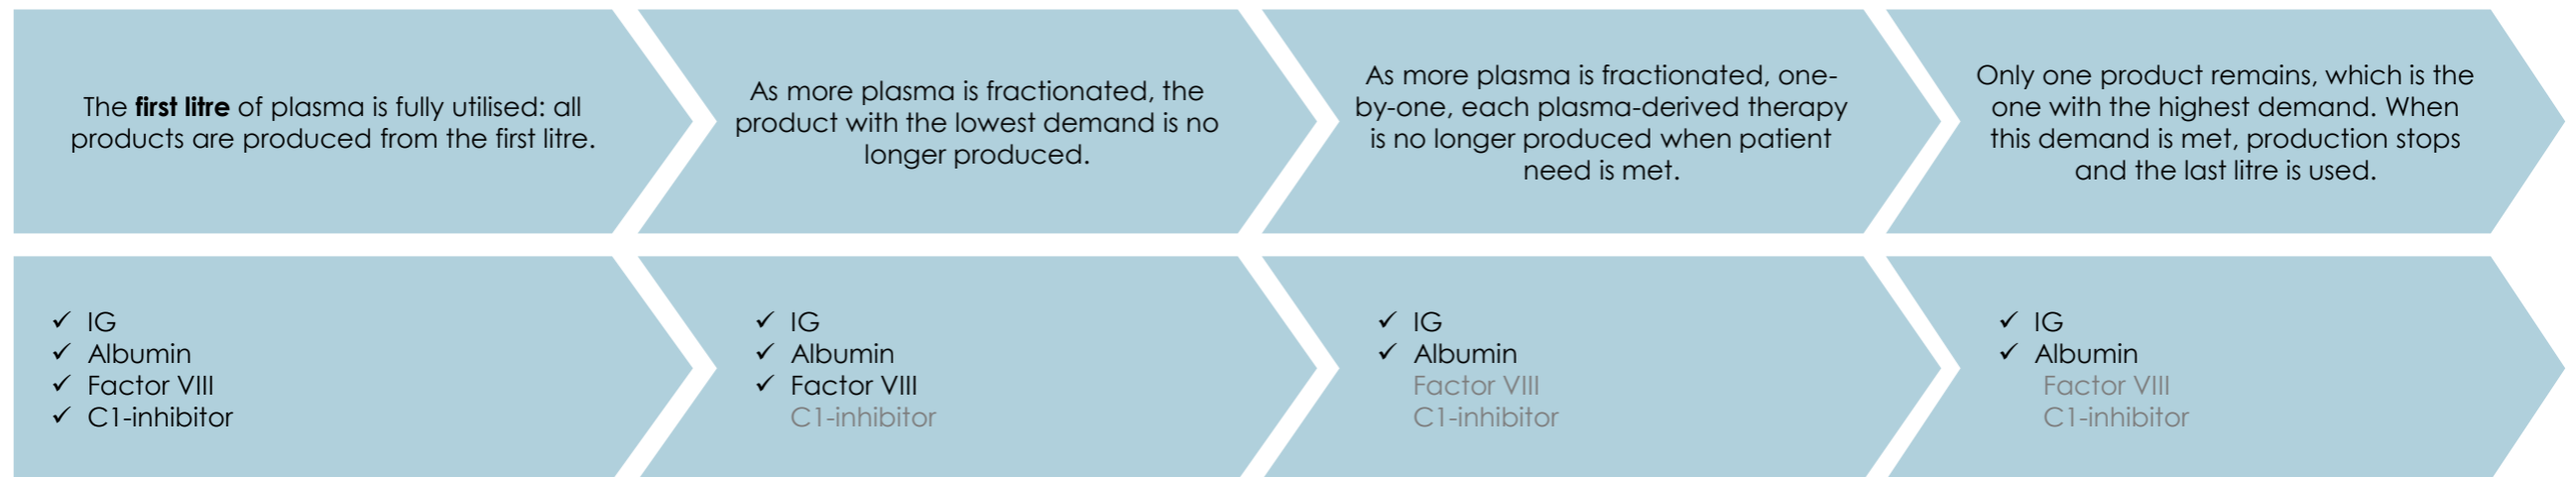 The first litre of plasma is fully utilised: all
products are produced from the first litre.
As more plasma is fractionated, the
product with the lowest demand is no
longer produced.
As more plasma is fractionated, one-
by-one, each plasma-derived therapy
is no longer produced when patient
need is met.
Only one product remains, which is the
one with the highest demand. When
this demand is met, production stops
and the last litre is used.
✓ IG
✓ Albumin
✓ Factor VIII
✓ C1-inhibitor
✓ IG
✓ Albumin
✓ Factor VIII
C1-inhibitor
✓ IG
✓ Albumin
Factor VIII
C1-inhibitor
✓ IG
✓ Albumin
Factor VIII
C1-inhibitor